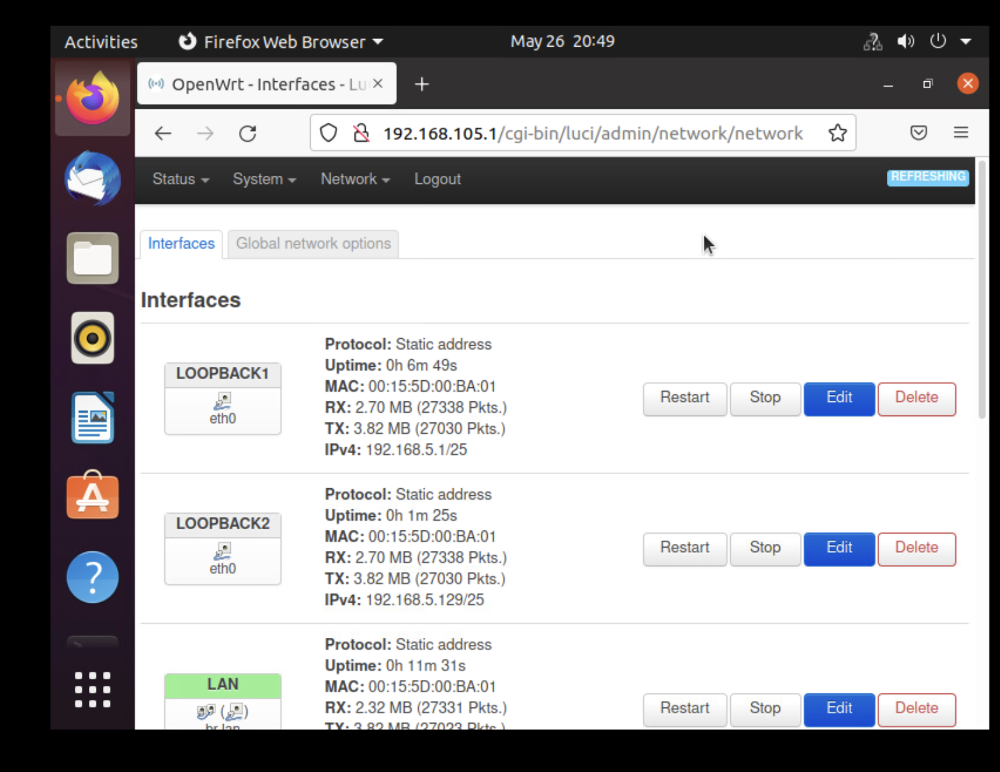 Activities Firefox Web Browser May 26 20:49
OpenWrt - Interfaces - Lu
192.168.105.1/cgi-bin/luci/admin/network/network
Status System Network Logout REFRESHING
Interfaces Global network options
Interfaces
LOOPBACK1
eth0
Protocol: Static address
Uptime: 0h 6m 49s
MAC: 00:15:5D:00:BA:01
RX: 2.70 MB (27338 Pkts.)
TX: 3.82 MB (27030 Pkts.)
IPv4: 192.168.5.1/25
Restart Stop Edit Delete
LOOPBACK2
eth0
Protocol: Static address
Uptime: 0h 1m 25s
MAC: 00:15:5D:00:BA:01
RX: 2.70 MB (27338 Pkts.)
TX: 3.82 MB (27030 Pkts.)
IPv4: 192.168.5.129/25
Restart Stop Edit Delete
LAN
br-lan
Protocol: Static address
Uptime: 0h 11m 31s
MAC: 00:15:5D:00:BA:01
RX: 2.32 MB (27331 Pkts.)
TX: 3.82 MB (27023 Pkts.)
Restart Stop Edit Delete